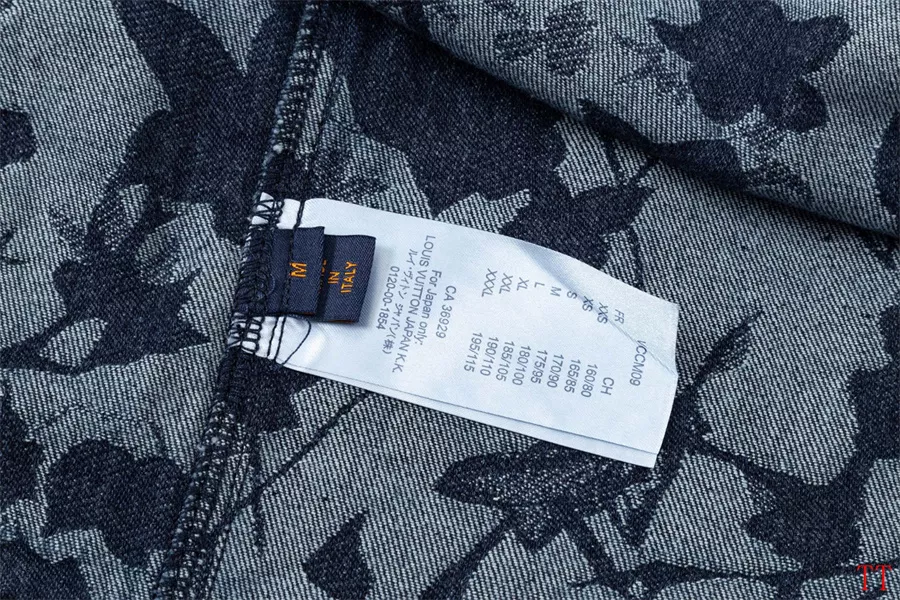 M
IN
ITALY
LOUIS VUITTON JAPAN K.K.
ルイ・ヴィトン ジャパン(株)
0120-00-1854
For Japan only:
CA 36929
FR CH
XXS 160/80
XS 165/85
S 170/90
M 175/95
L 180/100
XL 185/105
XXL 190/110
XXXL 195/115
TT